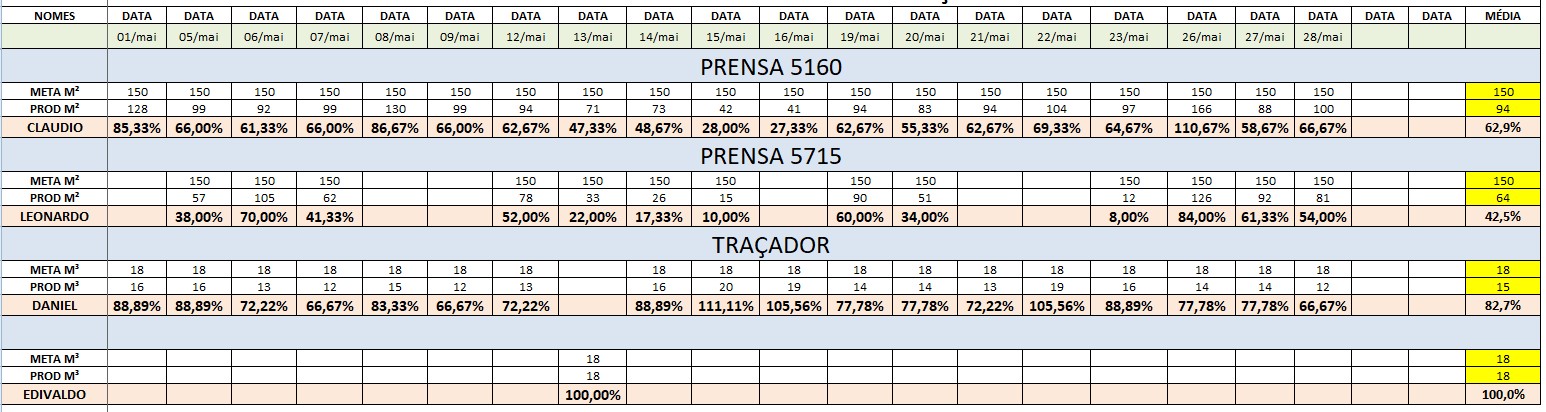 NOMES DATA DATA DATA DATA DATA DATA DATA DATA DATA DATA DATA DATA DATA DATA DATA DATA DATA DATA DATA DATA DATA MÉDIA
01/mai 05/mai 06/mai 07/mai 08/mai 09/mai 12/mai 13/mai 14/mai 15/mai 16/mai 19/mai 20/mai 21/mai 22/mai 23/mai 26/mai 27/mai 28/mai
PRENSA 5160
META M² 150 150 150 150 150 150 150 150 150 150 150 150 150 150 150 150 150 150 150 150
PROD M² 128 99 92 99 130 99 94 71 73 42 41 94 83 94 104 97 166 88 100 94
CLAUDIO 85,33% 66,00% 61,33% 66,00% 86,67% 66,00% 62,67% 47,33% 48,67% 28,00% 27,33% 62,67% 55,33% 62,67% 69,33% 64,67% 110,67% 58,67% 66,67% 62,9%
PRENSA 5715
META M² 150 150 150 150 150 150 150 150 150 150 150 150 150 150
PROD M² 57 105 62 78 33 26 15 90 51 12 126 92 81 64
LEONARDO 38,00% 70,00% 41,33% 52,00% 22,00% 17,33% 10,00% 60,00% 34,00% 8,00% 84,00% 61,33% 54,00% 42,5%
TRAÇADOR
META M³ 18 18 18 18 18 18 18 18 18 18 18 18 18 18 18 18 18 18 18
PROD M³ 16 16 13 12 15 12 13 16 20 19 14 14 13 19 16 14 14 12 15
DANIEL 88,89% 88,89% 72,22% 66,67% 83,33% 66,67% 72,22% 88,89% 111,11% 105,56% 77,78% 77,78% 72,22% 105,56% 88,89% 77,78% 77,78% 66,67% 82,7%
META M³ 18 18
PROD M³ 18 18
EDIVALDO 100,00% 100,0%